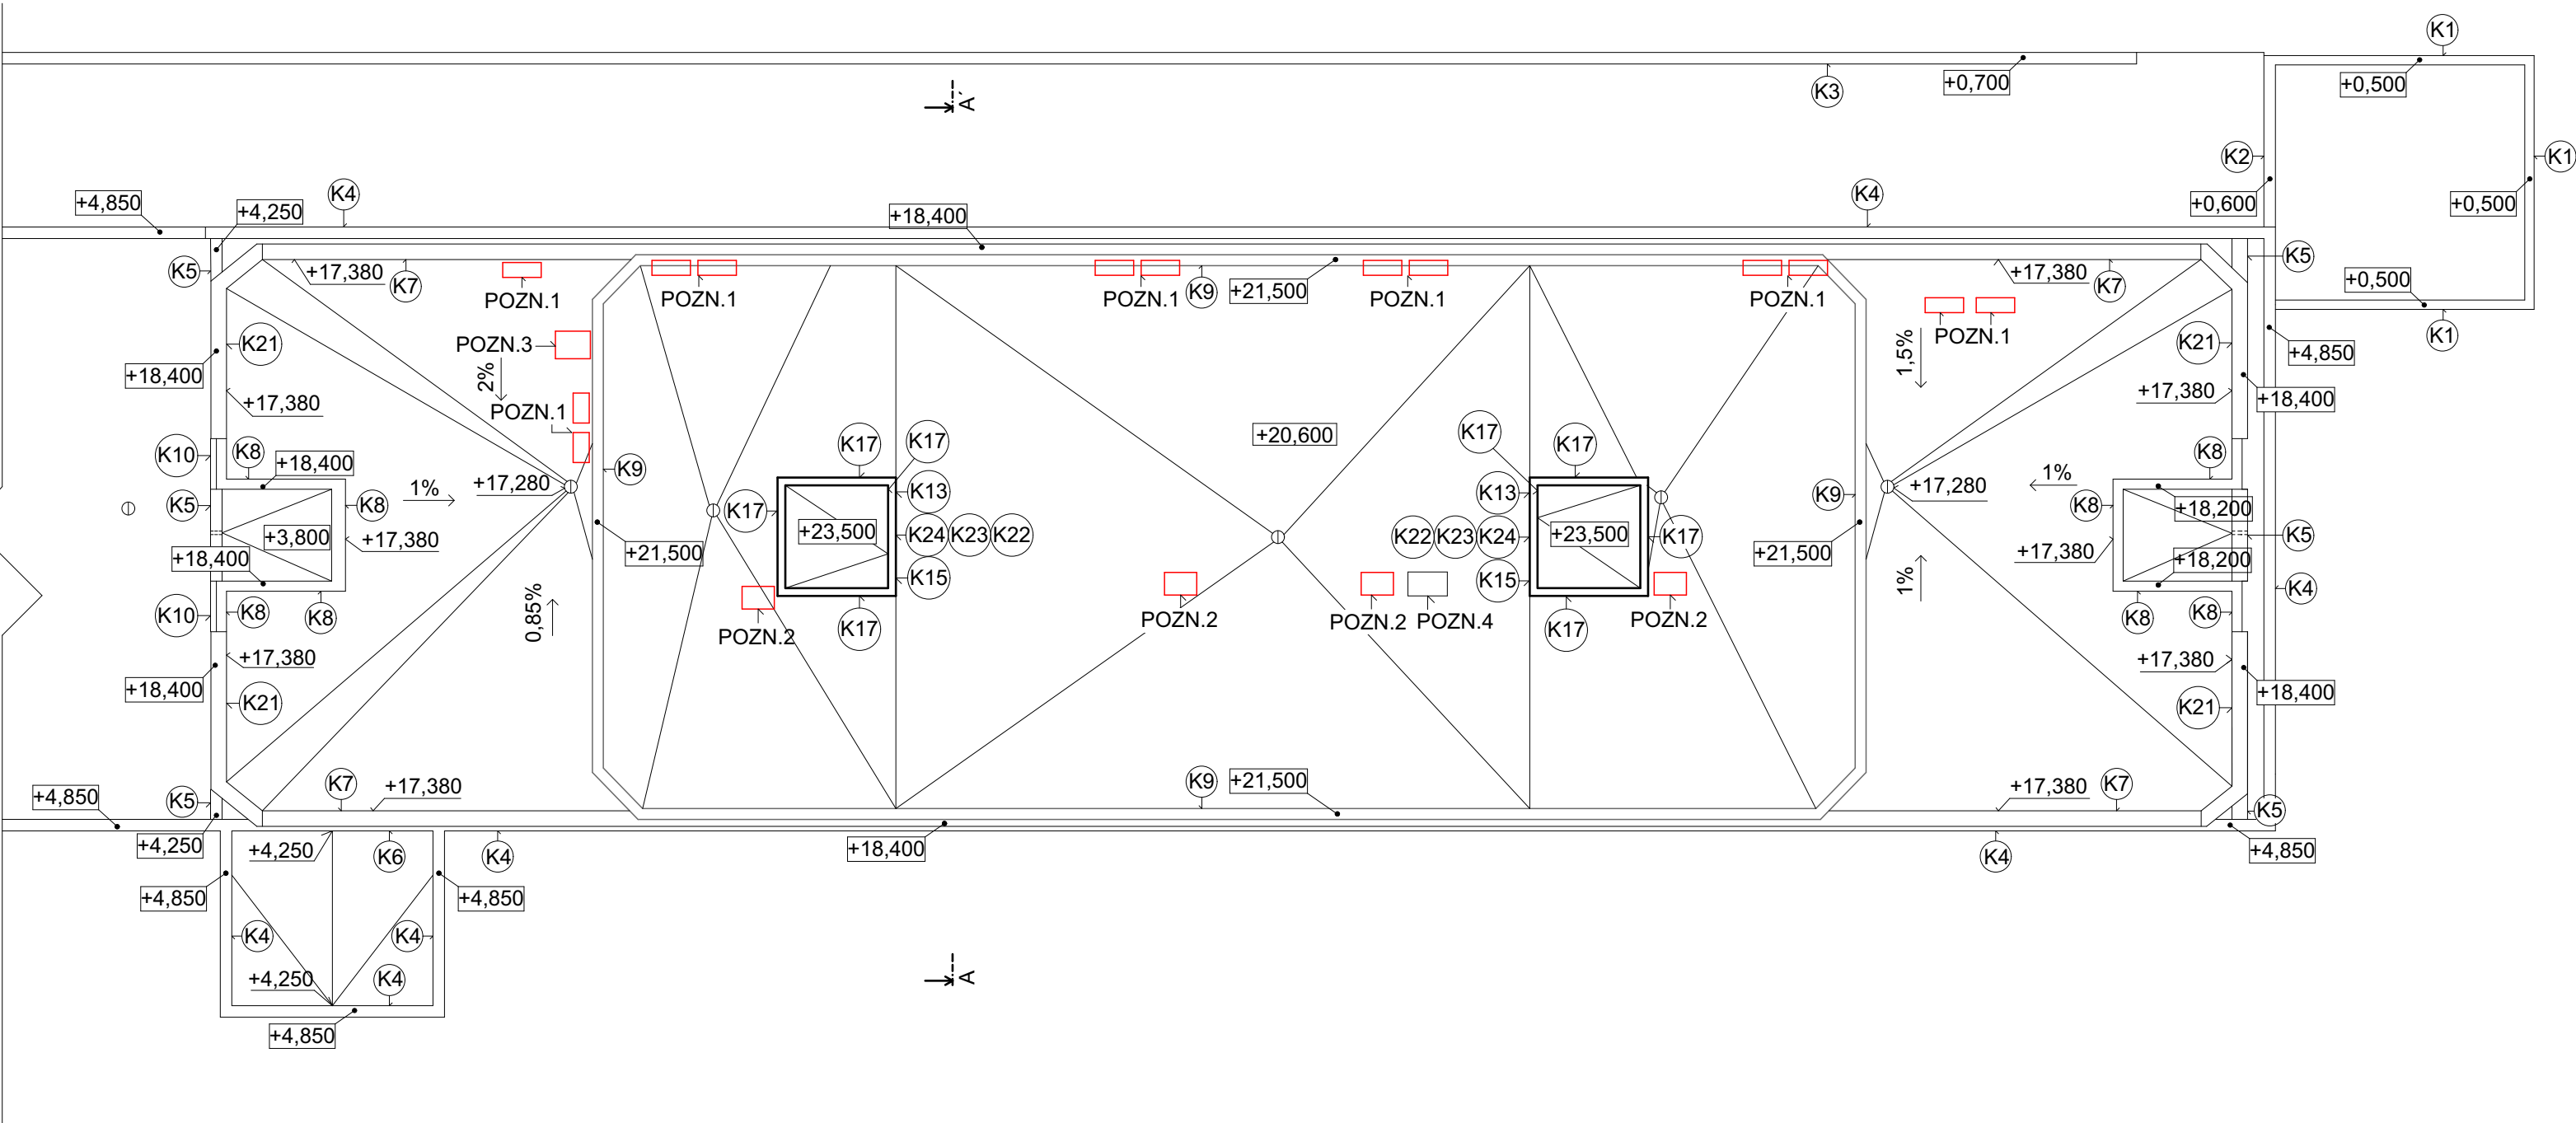 K1
+0,500
+0,700
K3
A´
K2
K1
+4,850
K4
+4,250
+18,400
K4
+0,600
+0,500
K5
+17,380
K7
POZN.1
POZN.1
POZN.1
K9
+21,500
POZN.1
POZN.1
+17,380
K7
K5
+0,500
K1
K21
+18,400
+17,380
POZN.3
2%
POZN.1
1,5%
POZN.1
K21
+4,850
+17,380
+18,400
K10
K8
+18,400
K5
K8
+3,800
+17,380
+18,400
K10
K8
K8
1%
+17,280
K9
+21,500
K17
K17
K17
K13
+23,500
K24
K23
K22
K15
K17
POZN.2
+20,600
K17
K17
K13
K22
K23
K24
+23,500
K17
K15
K17
POZN.2
POZN.2
POZN.4
POZN.2
K9
+21,500
+17,280
1%
K8
K8
+18,200
K5
+17,380
+18,200
K8
K8
K4
0,85%
1%
+17,380
+18,400
K21
+17,380
+18,400
K21
K5
+4,850
+4,250
K7
+17,380
K9
+21,500
+17,380
K7
K5
+4,850
+4,250
K6
K4
+18,400
K4
+4,850
+4,850
K4
K4
+4,250
K4
+4,850
A